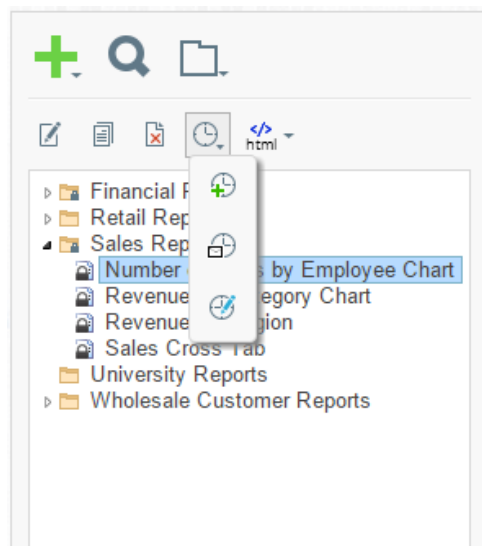 </>
html
Financial
Retail Rep
Sales Rep
Number by Employee Chart
Revenue egory Chart
Revenue gion
Sales Cross Tab
University Reports
Wholesale Customer Reports